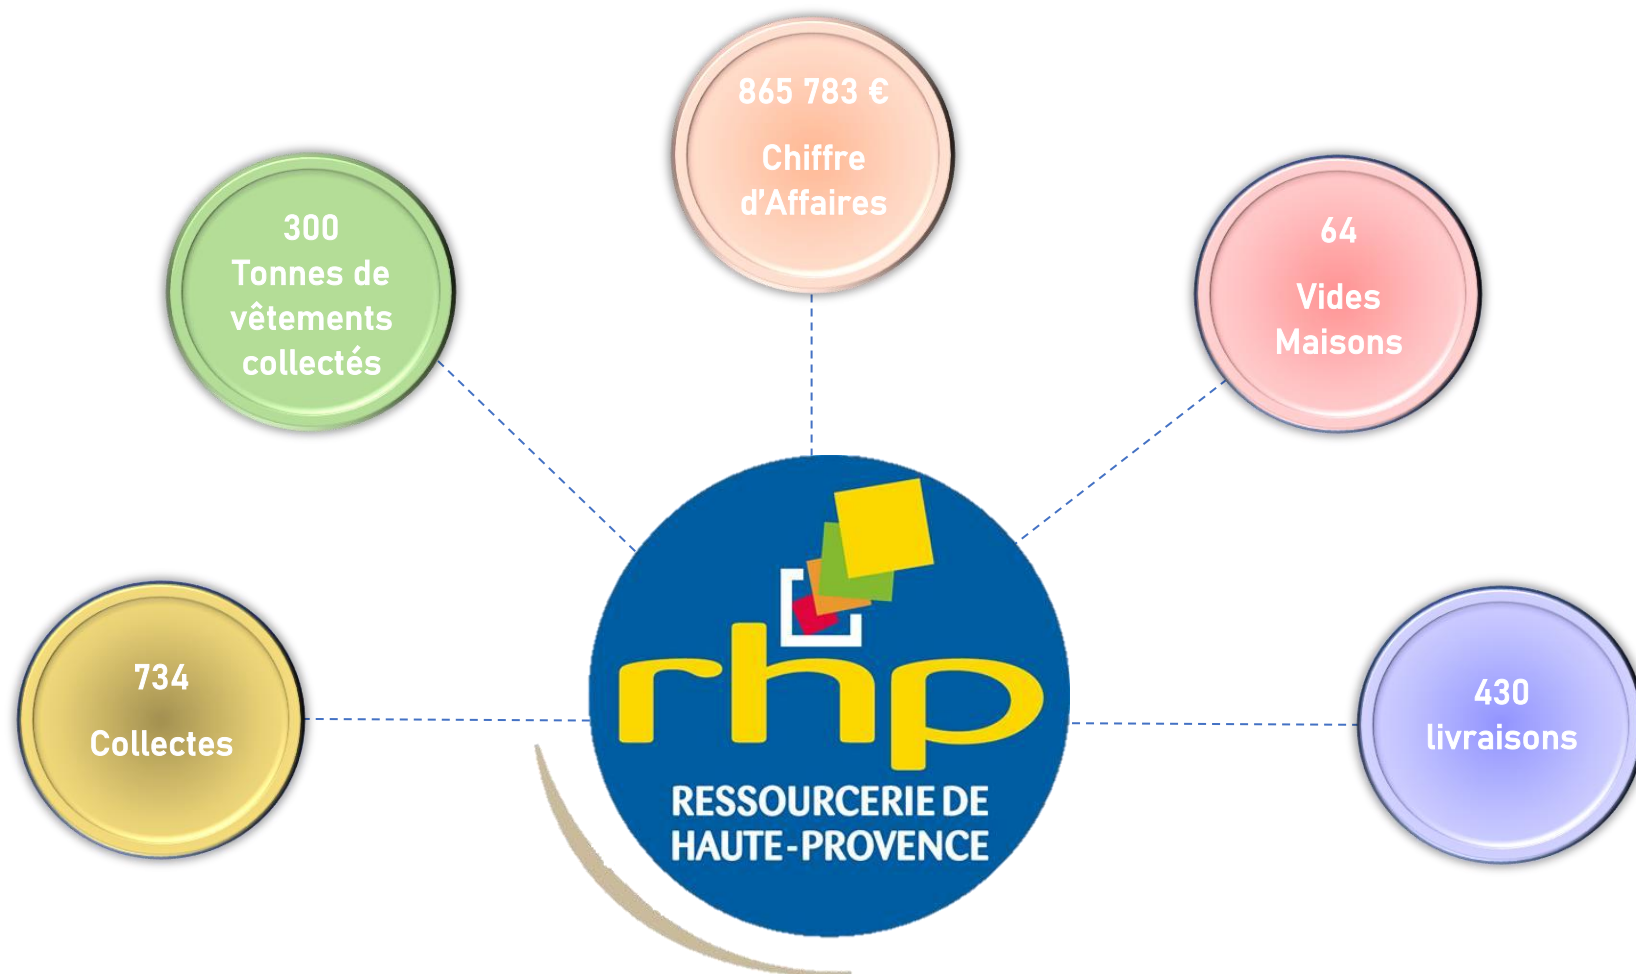 865 783 €
Chiffre
d'Affaires
300
Tonnes de
vêtements
collectés
64
Vides
Maisons
734
Collectes
430
livraisons
rhp
RESSOURCERIE DE
HAUTE-PROVENCE